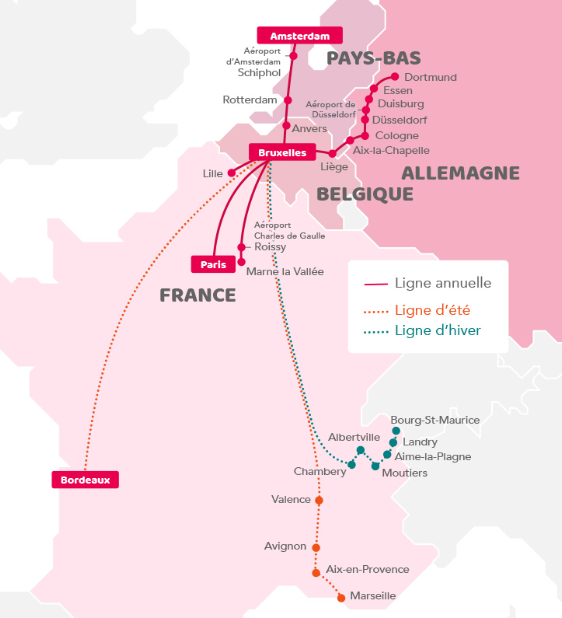 Amsterdam
Aéroport
d'Amsterdam
Schiphol
PAYS-BAS
Dortmund
Essen
Rotterdam
Duisburg
Aéroport de
Düsseldorf
Düsseldorf
Anvers
Cologne
Bruxelles
Aix-la-Chapelle
Liège
Lille
ALLEMAGNE
BELGIQUE
Aéroport
Charles de Gaulle
Roissy
Paris
Marne la Vallée
FRANCE
Ligne annuelle
Ligne d'été
Ligne d'hiver
Bourg-St-Maurice
Albertville
Landry
Aime-la-Plagne
Chambery
Moutiers
Bordeaux
Valence
Avignon
Aix-en-Provence
Marseille